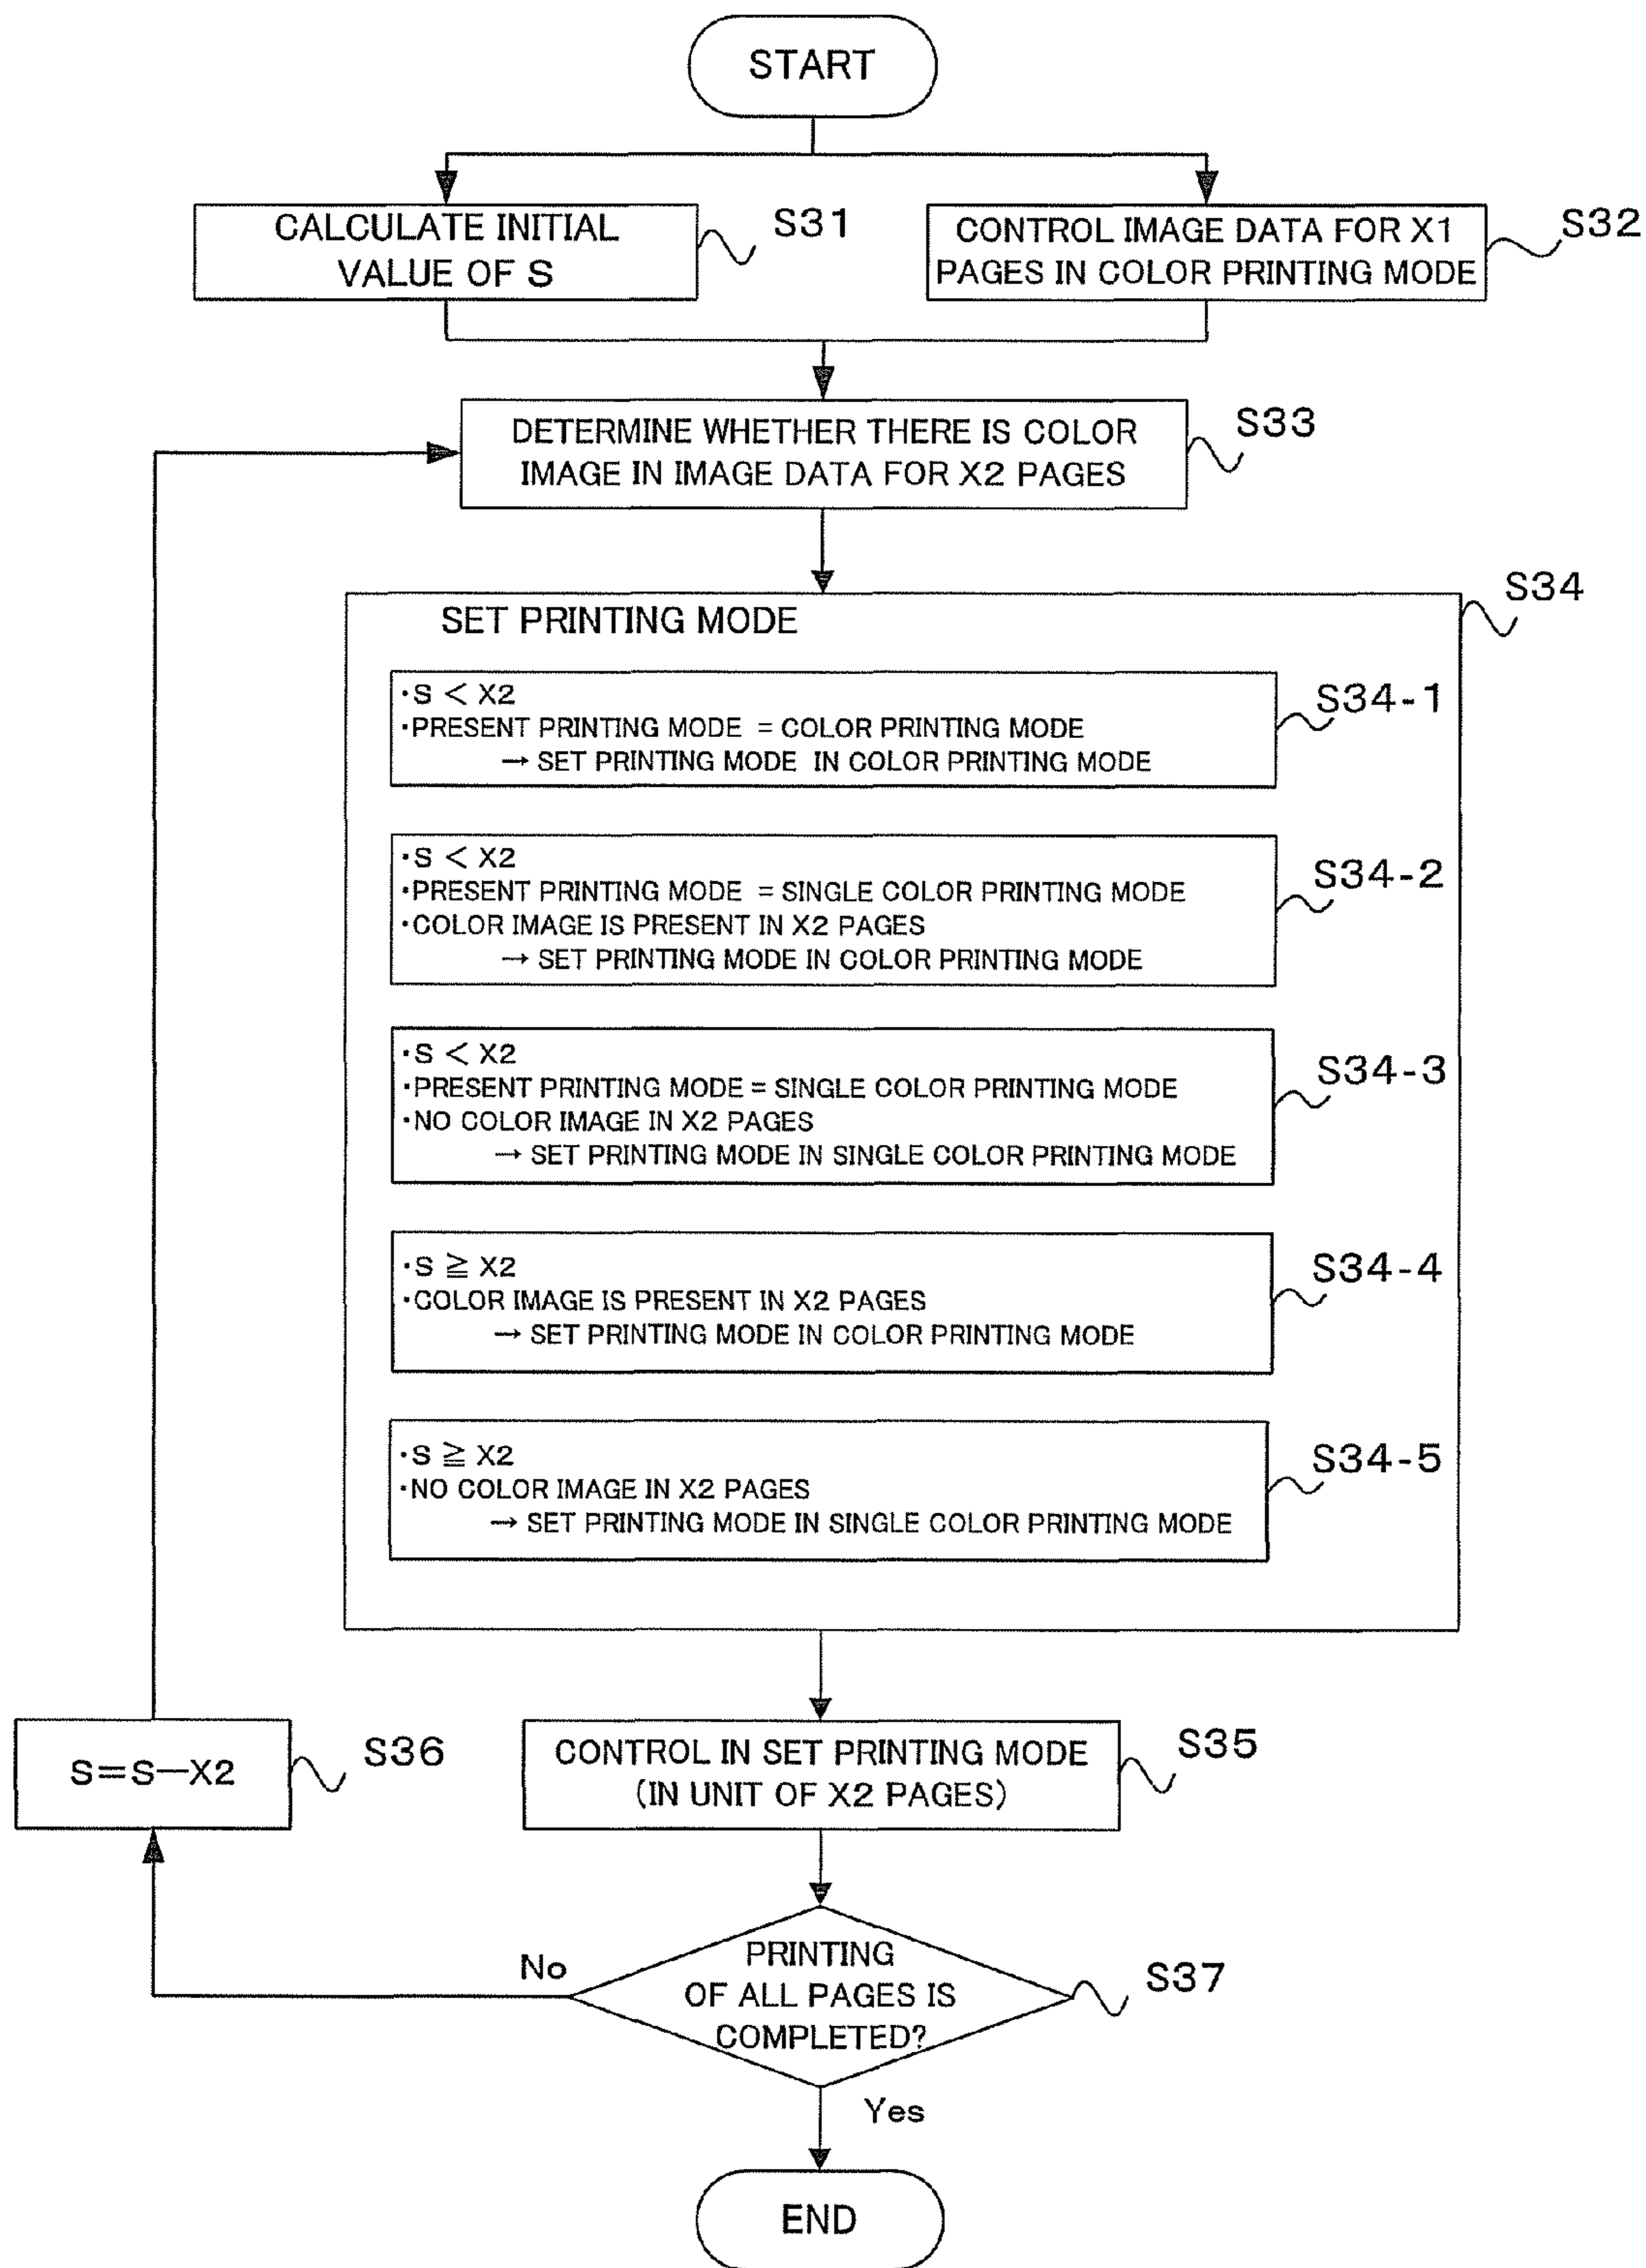 START
CALCULATE INITIAL
VALUE OF S
S31
CONTROL IMAGE DATA FOR X1
PAGES IN COLOR PRINTING MODE
S32
DETERMINE WHETHER THERE IS COLOR
IMAGE IN IMAGE DATA FOR X2 PAGES
S33
SET PRINTING MODE
S34
・S < X2
・PRESENT PRINTING MODE = COLOR PRINTING MODE
→ SET PRINTING MODE IN COLOR PRINTING MODE
S34-1
・S < X2
・PRESENT PRINTING MODE = SINGLE COLOR PRINTING MODE
・COLOR IMAGE IS PRESENT IN X2 PAGES
→ SET PRINTING MODE IN COLOR PRINTING MODE
S34-2
・S < X2
・PRESENT PRINTING MODE = SINGLE COLOR PRINTING MODE
・NO COLOR IMAGE IN X2 PAGES
→ SET PRINTING MODE IN SINGLE COLOR PRINTING MODE
S34-3
・S ≧ X2
・COLOR IMAGE IS PRESENT IN X2 PAGES
→ SET PRINTING MODE IN COLOR PRINTING MODE
S34-4
・S ≧ X2
・NO COLOR IMAGE IN X2 PAGES
→ SET PRINTING MODE IN SINGLE COLOR PRINTING MODE
S34-5
S=S−X2
S36
CONTROL IN SET PRINTING MODE
(IN UNIT OF X2 PAGES)
S35
No
PRINTING
OF ALL PAGES IS
COMPLETED?
S37
Yes
END